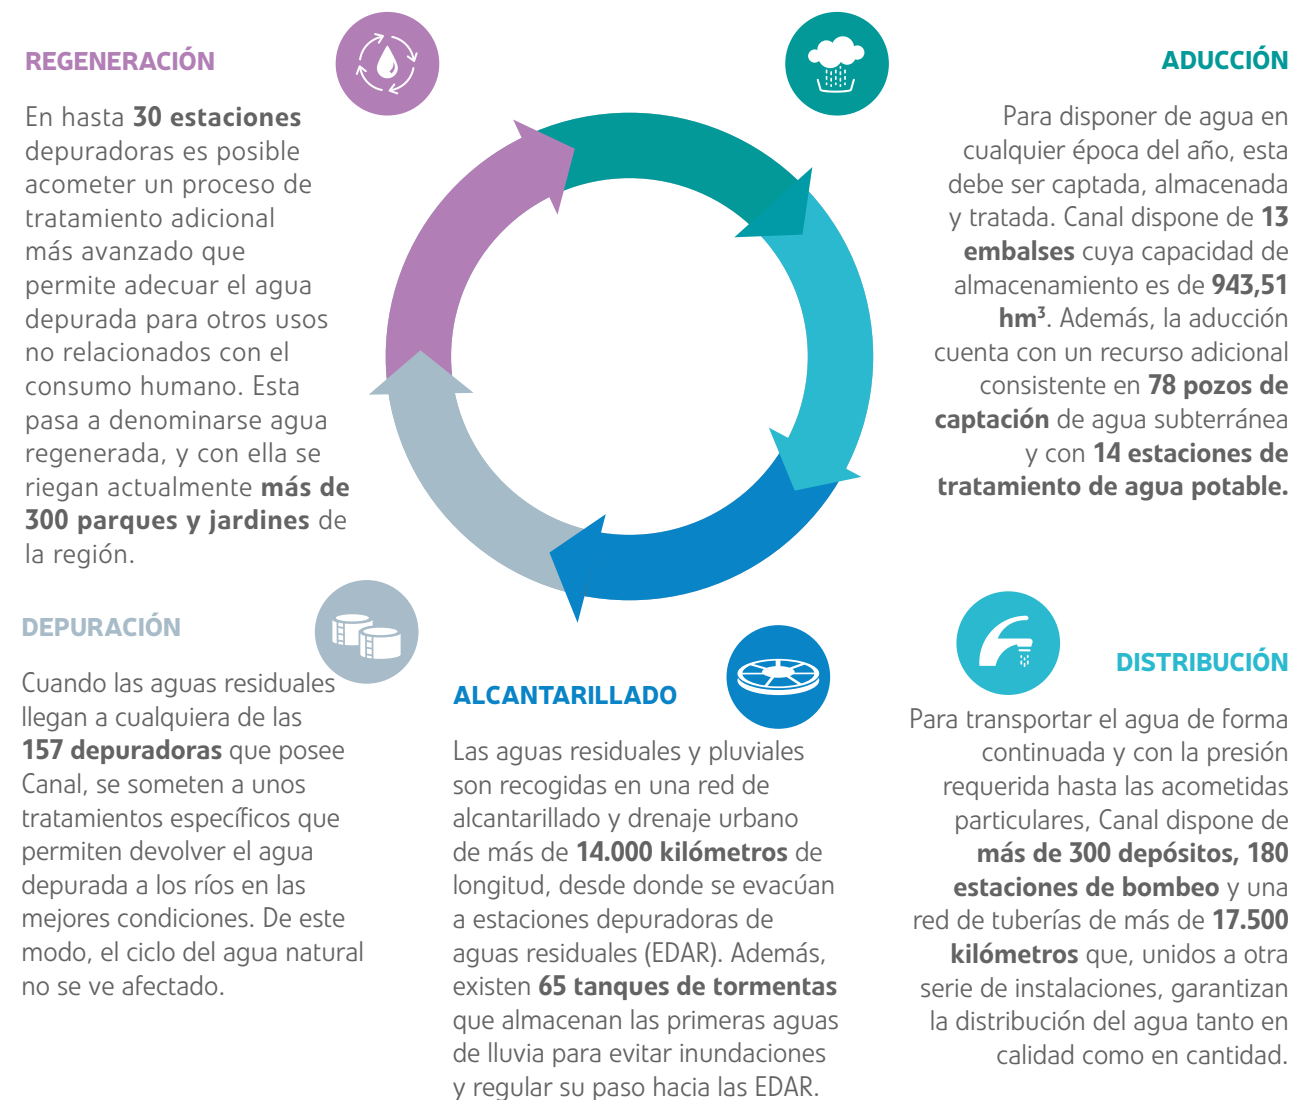 REGENERACIÓN
En hasta 30 estaciones
depuradoras es posible
acometer un proceso de
tratamiento adicional
más avanzado que
permite adecuar el agua
depurada para otros usos
no relacionados con el
consumo humano. Esta
pasa a denominarse agua
regenerada, y con ella se
riegan actualmente más de
300 parques y jardines de
la región.
ADUCCIÓN
Para disponer de agua en
cualquier época del año, esta
debe ser captada, almacenada
y tratada. Canal dispone de 13
embalses cuya capacidad de
almacenamiento es de 943,51
hm³. Además, la aducción
cuenta con un recurso adicional
consistente en 78 pozos de
captación de agua subterránea
y con 14 estaciones de
tratamiento de agua potable.
DEPURACIÓN
Cuando las aguas residuales
llegan a cualquiera de las
157 depuradoras que posee
Canal, se someten a unos
tratamientos específicos que
permiten devolver el agua
depurada a los ríos en las
mejores condiciones. De este
modo, el ciclo del agua natural
no se ve afectado.
ALCANTARILLADO
Las aguas residuales y pluviales
son recogidas en una red de
alcantarillado y drenaje urbano
de más de 14.000 kilómetros de
longitud, desde donde se evacúan
a estaciones depuradoras de
aguas residuales (EDAR). Además,
existen 65 tanques de tormentas
que almacenan las primeras aguas
de lluvia para evitar inundaciones
y regular su paso hacia las EDAR.
DISTRIBUCIÓN
Para transportar el agua de forma
continuada y con la presión
requerida hasta las acometidas
particulares, Canal dispone de
más de 300 depósitos, 180
estaciones de bombeo y una
red de tuberías de más de 17.500
kilómetros que, unidos a otra
serie de instalaciones, garantizan
la distribución del agua tanto en
calidad como en cantidad.